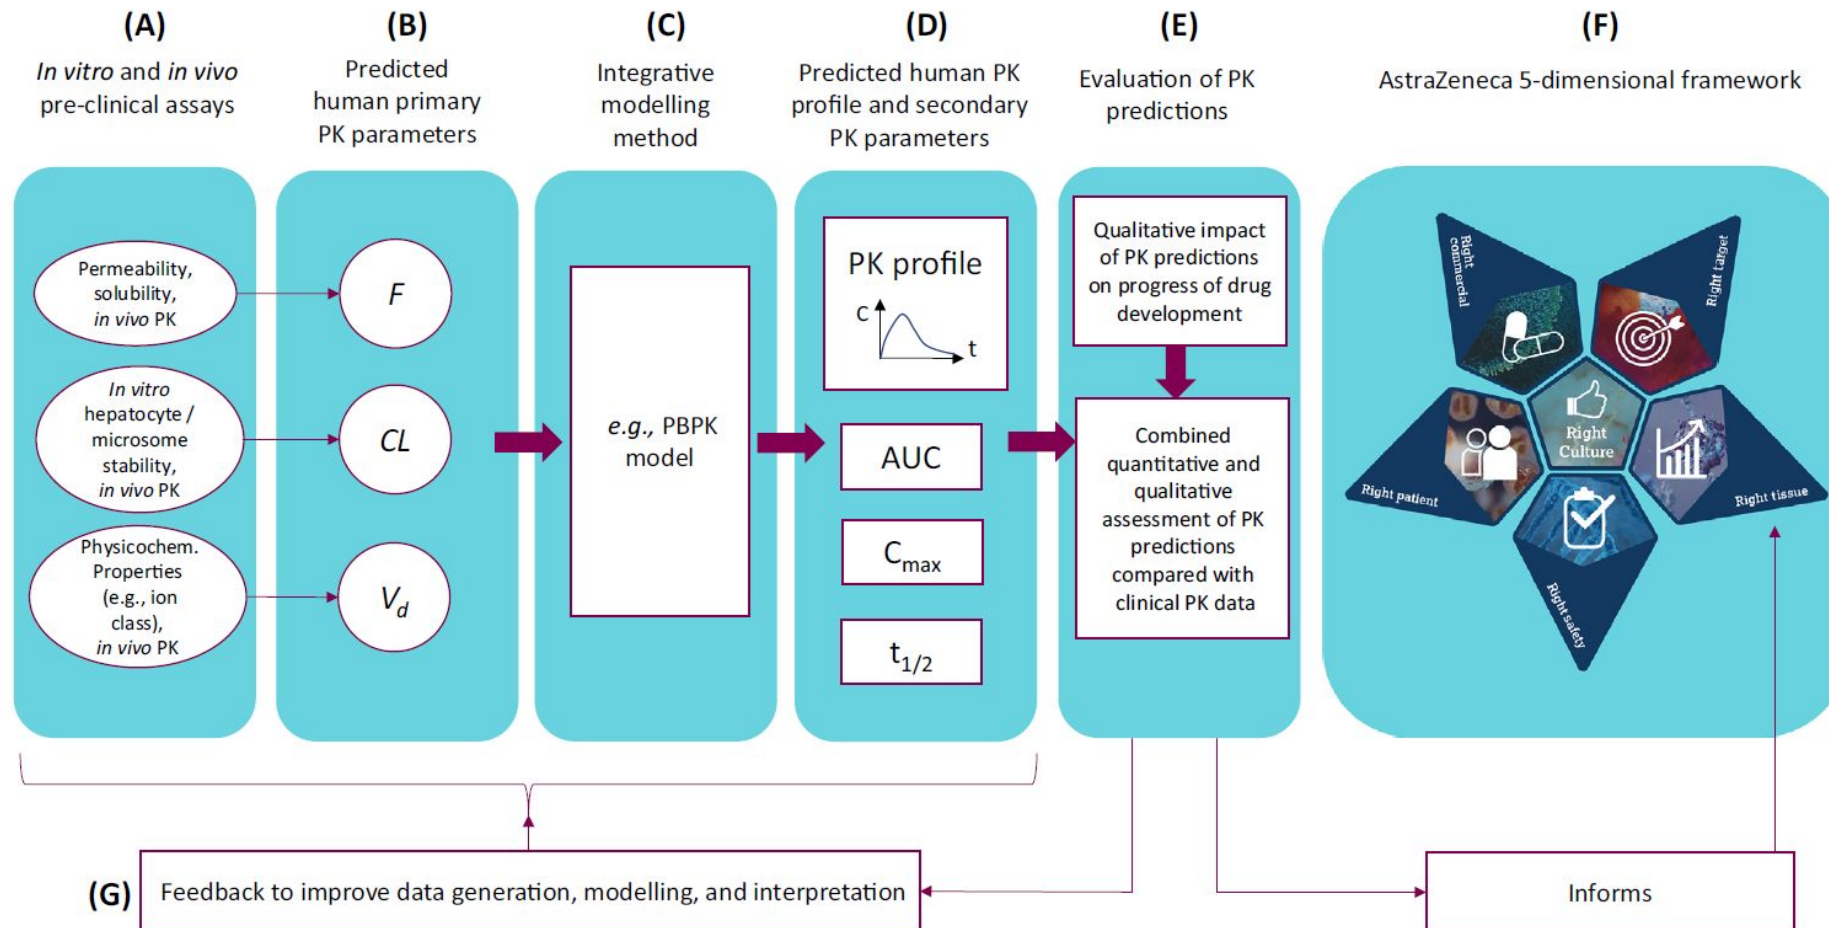 (A)
In vitro and in vivo
pre-clinical assays
Permeability,
solubility,
in vivo PK
In vitro
hepatocyte /
microsome
stability,
in vivo PK
Physicochem.
Properties
(e.g., ion
class),
in vivo PK
(B)
Predicted
human primary
PK parameters
F
CL
Vd
(C)
Integrative
modelling
method
e.g., PBPK
model
(D)
Predicted human PK
profile and secondary
PK parameters
PK profile
C
t
AUC
Cmax
t1/2
(E)
Evaluation of PK
predictions
Qualitative impact
of PK predictions
on progress of drug
development
Combined
quantitative and
qualitative
assessment of PK
predictions
compared with
clinical PK data
(F)
AstraZeneca 5-dimensional framework
Right
commercial
Right target
Right
Culture
Right patient
Right tissue
Right safety
(G)
Feedback to improve data generation, modelling, and interpretation
Informs